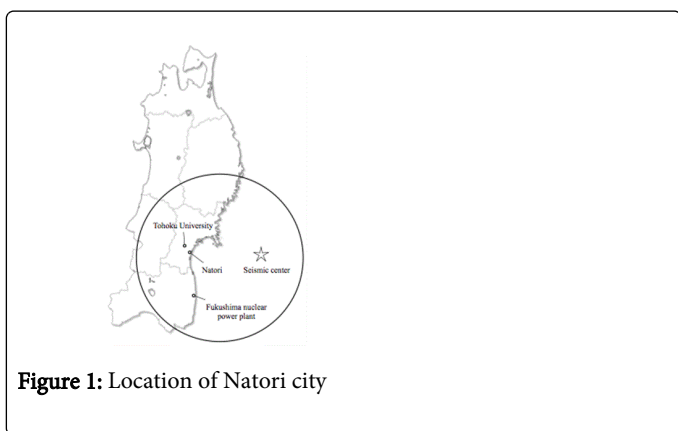 Tohoku University
Natori
Seismic center
Fukushima nuclear
power plant
Figure 1: Location of Natori city